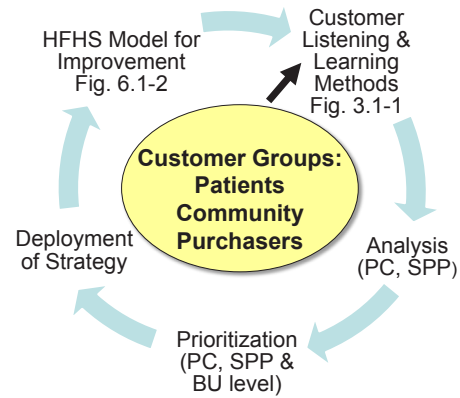 HFHS Model for
Improvement
Fig. 6.1-2
Customer
Listening &
Learning
Methods
Fig. 3.1-1
Customer Groups:
Patients
Community
Purchasers
Analysis
(PC, SPP)
Prioritization
(PC, SPP &
BU level)
Deployment
of Strategy